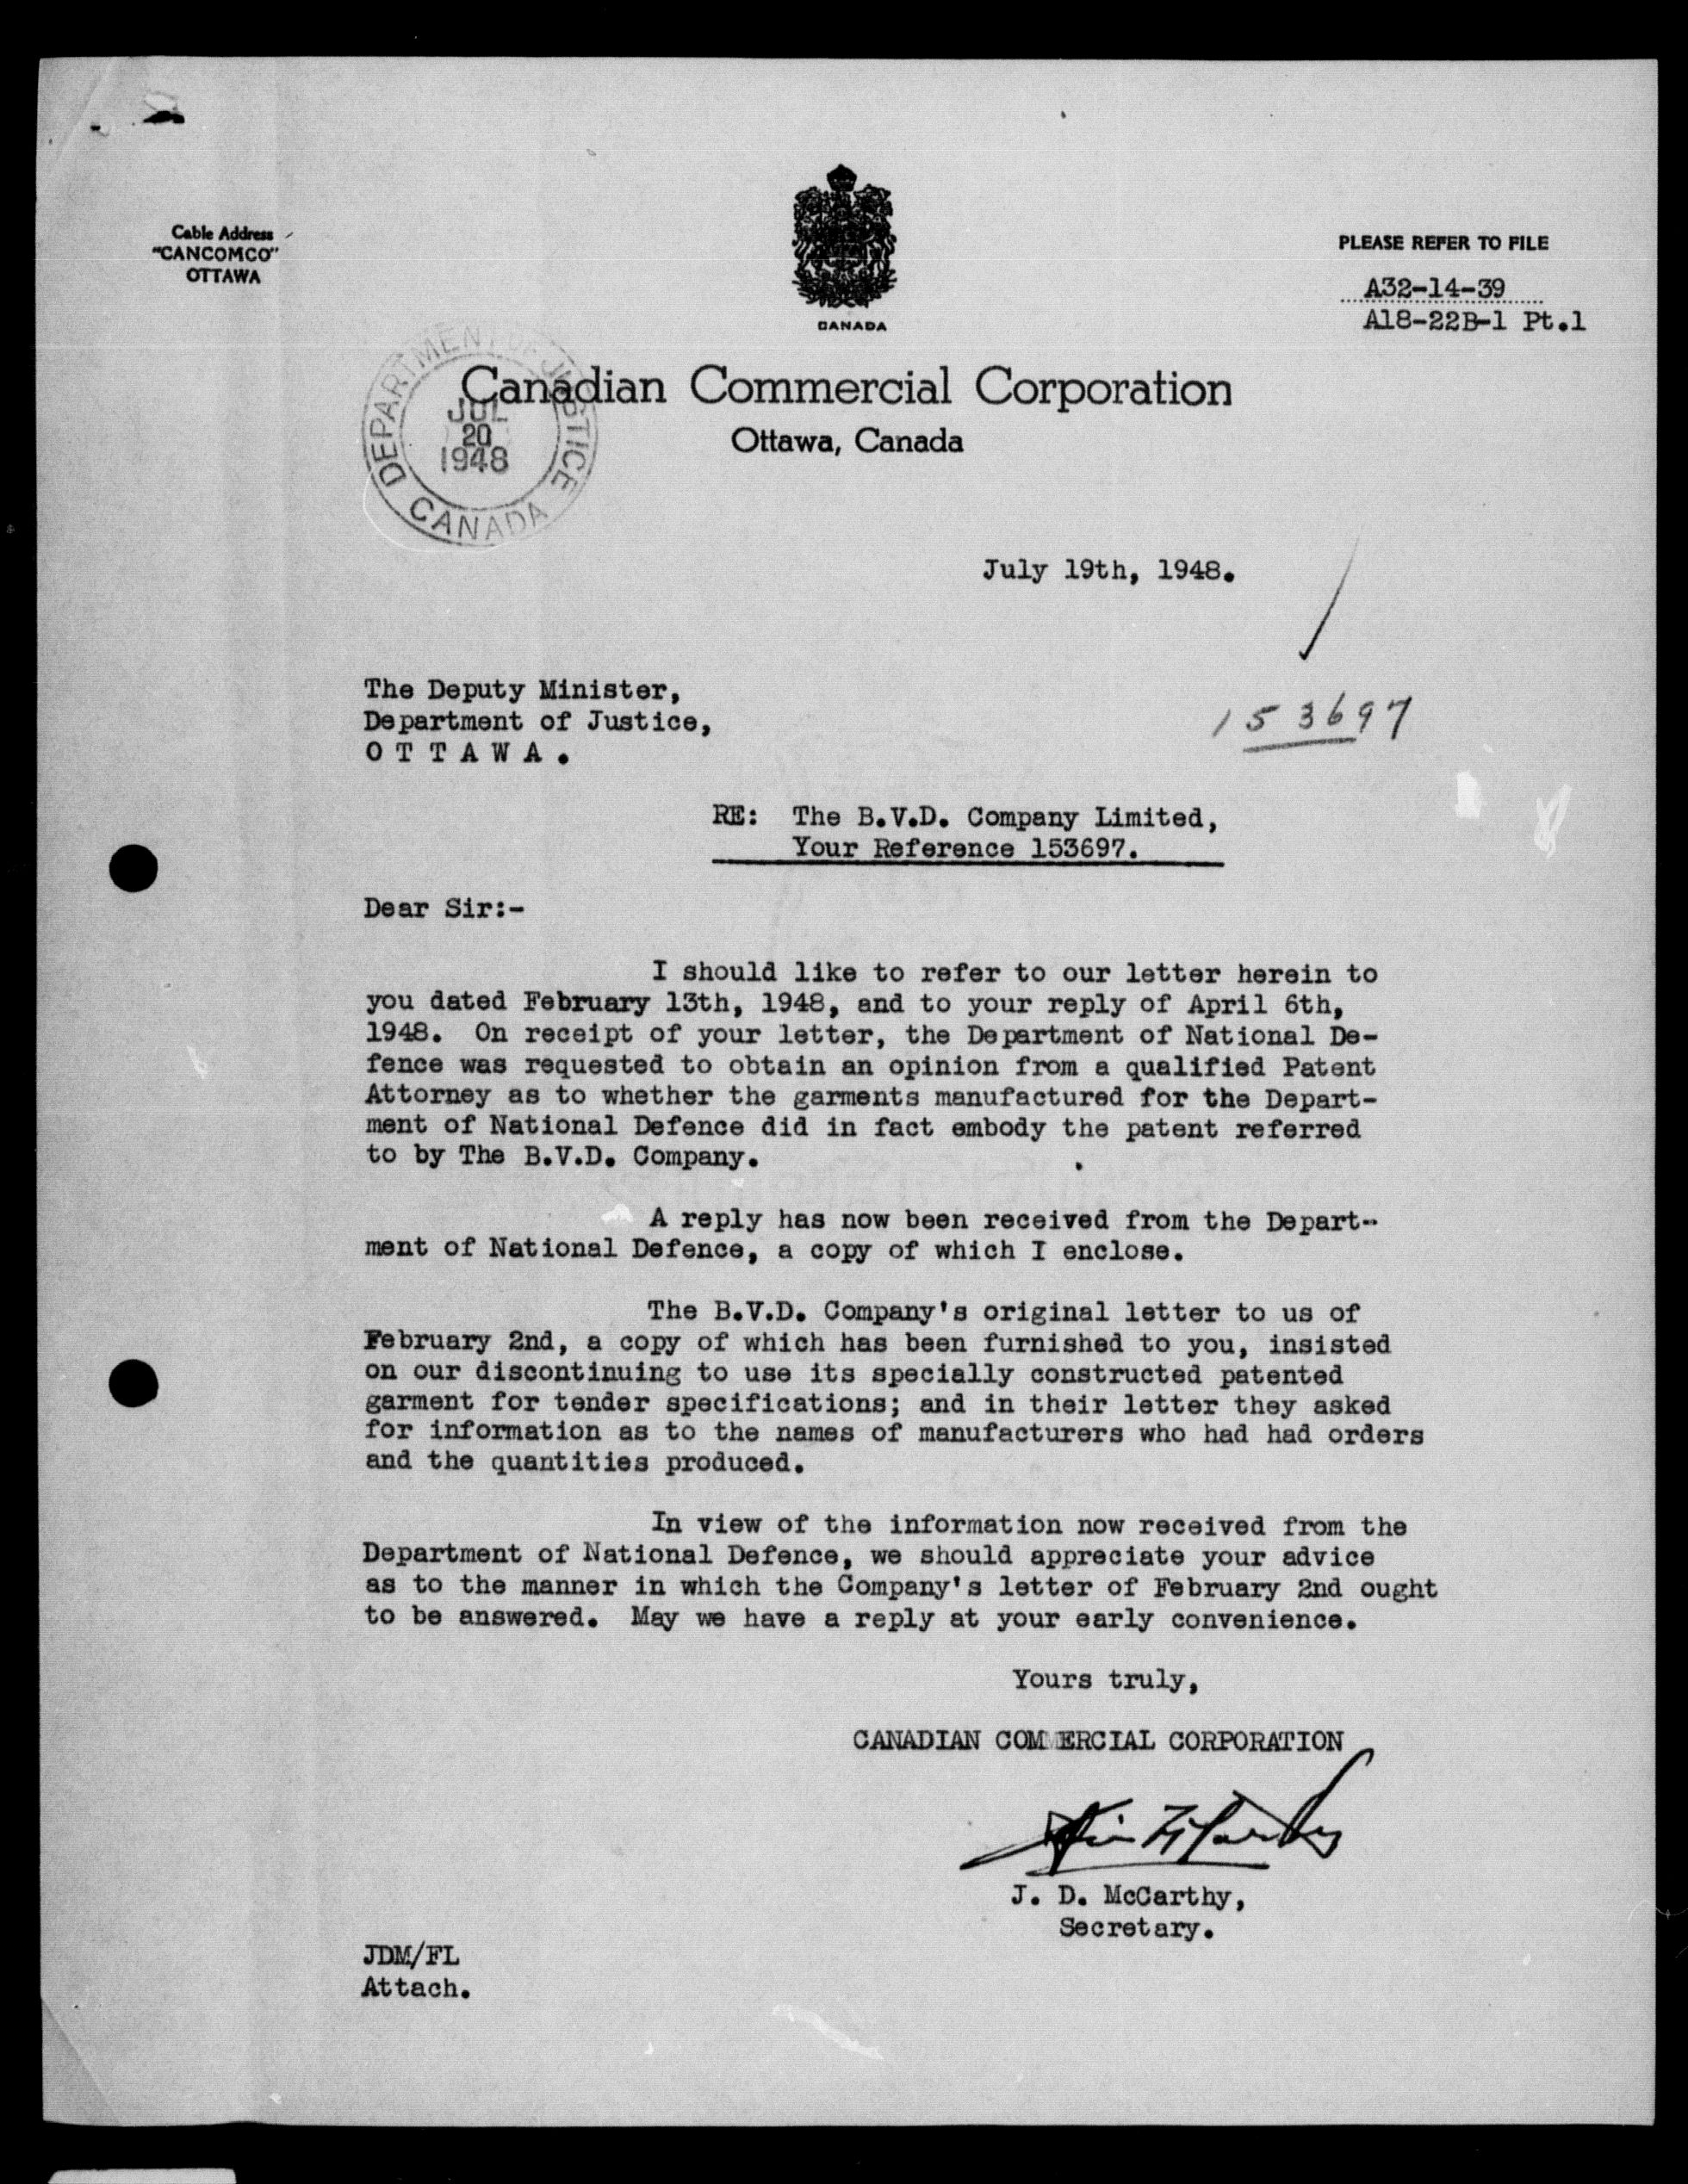 Cable Address
"CANCOMCO"
OTTAWA
CANADA
PLEASE REFER TO FILE
A32-14-39
A18-22B-1 Pt.1
Canadian Commercial Corporation
Ottawa, Canada
DEPARTMENT OF JUSTICE
JUL
20
1948
CANADA
July 19th, 1948.
The Deputy Minister,
Department of Justice,
O T T A W A .
153697
RE: The B.V.D. Company Limited,
Your Reference 153697.
Dear Sir:-
I should like to refer to our letter herein to
you dated February 13th, 1948, and to your reply of April 6th,
1948. On receipt of your letter, the Department of National De-
fence was requested to obtain an opinion from a qualified Patent
Attorney as to whether the garments manufactured for the Depart-
ment of National Defence did in fact embody the patent referred
to by The B.V.D. Company.
A reply has now been received from the Depart-
ment of National Defence, a copy of which I enclose.
The B.V.D. Company's original letter to us of
February 2nd, a copy of which has been furnished to you, insisted
on our discontinuing to use its specially constructed patented
garment for tender specifications; and in their letter they asked
for information as to the names of manufacturers who had had orders
and the quantities produced.
In view of the information now received from the
Department of National Defence, we should appreciate your advice
as to the manner in which the Company's letter of February 2nd ought
to be answered. May we have a reply at your early convenience.
Yours truly,
CANADIAN COMMERCIAL CORPORATION
J. D. McCarthy,
Secretary.
JDM/FL
Attach.